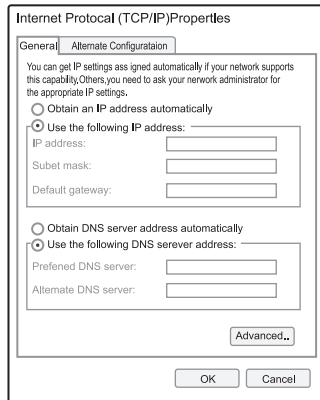 Internet Protocal (TCP/IP)Properties
General
Alternate Configurataion
You can get IP settings ass igned automatically if your network supports
this capability,Others,you need to ask your nerwork administrator for
the appropriate IP settings.
Obtain an IP address automatically
Use the following IP address:
IP address:
Subet mask:
Default gateway:
Obtain DNS server address automatically
Use the following DNS serever address:
Prefened DNS server:
Alternate DNS server:
Advanced..
OK
Cancel